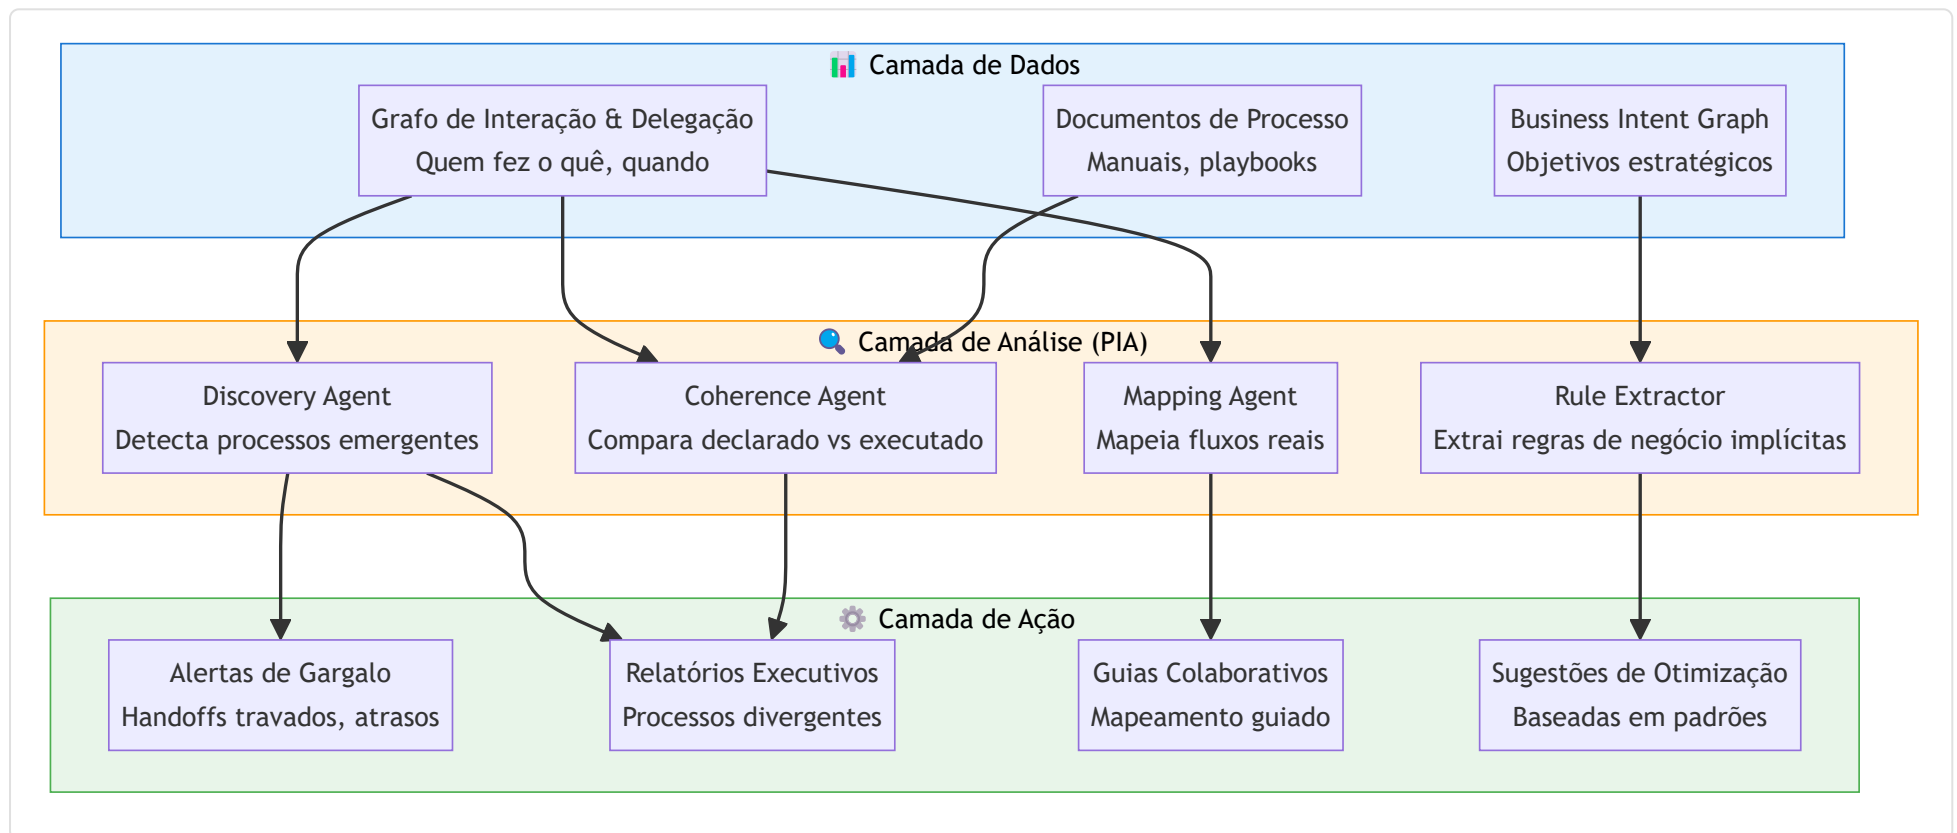 Camada de Dados
Grafo de Interação & Delegação
Quem fez o quê, quando
Documentos de Processo
Manuais, playbooks
Business Intent Graph
Objetivos estratégicos
Camada de Análise (PIA)
Discovery Agent
Detecta processos emergentes
Coherence Agent
Compara declarado vs executado
Mapping Agent
Mapeia fluxos reais
Rule Extractor
Extrai regras de negócio implícitas
Camada de Ação
Alertas de Gargalo
Handoffs travados, atrasos
Relatórios Executivos
Processos divergentes
Guias Colaborativos
Mapeamento guiado
Sugestões de Otimização
Baseadas em padrões